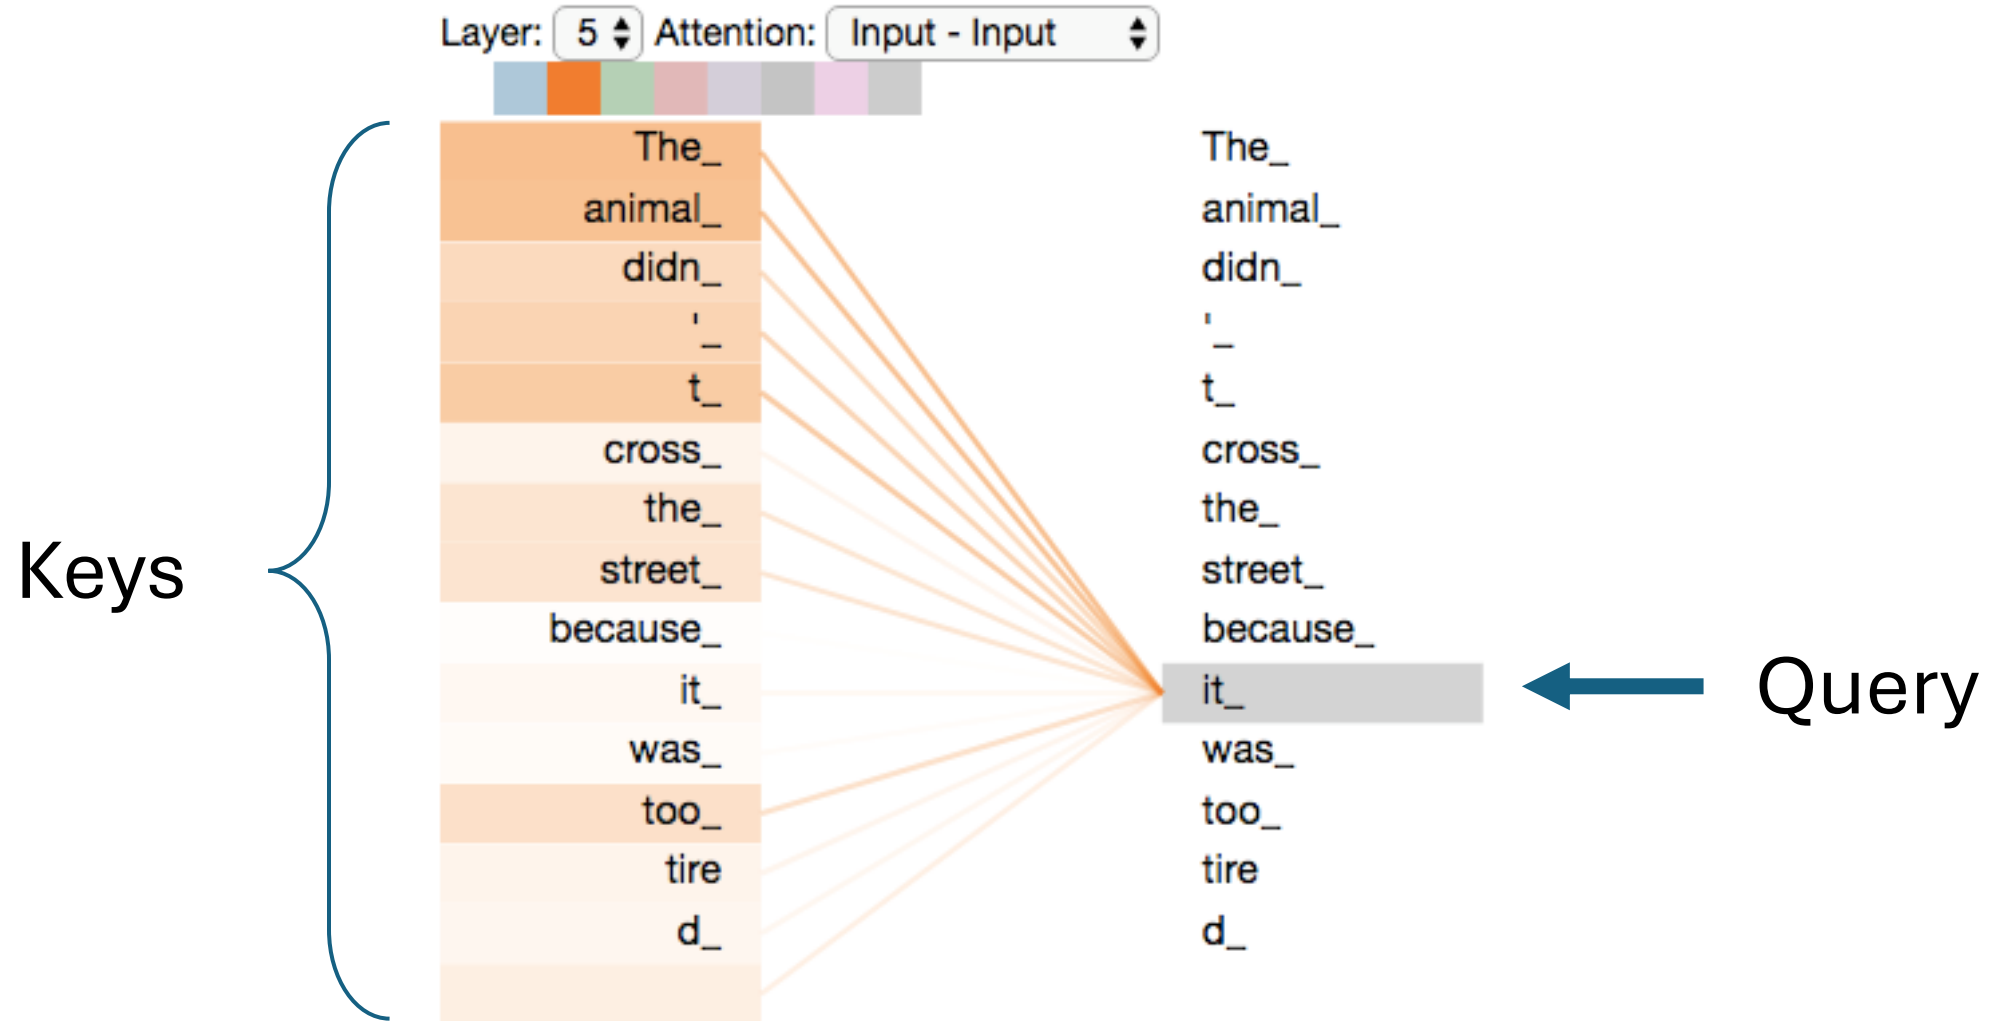 Layer: 5 Attention: Input - Input
The_ The_
animal_ animal_
didn_ didn_
'_ '_
t_ t_
cross_ cross_
the_ the_
street_ street_
Keys
because_ because_
it_ it_ Query
was_ was_
too_ too_
tire tire
d_ d_